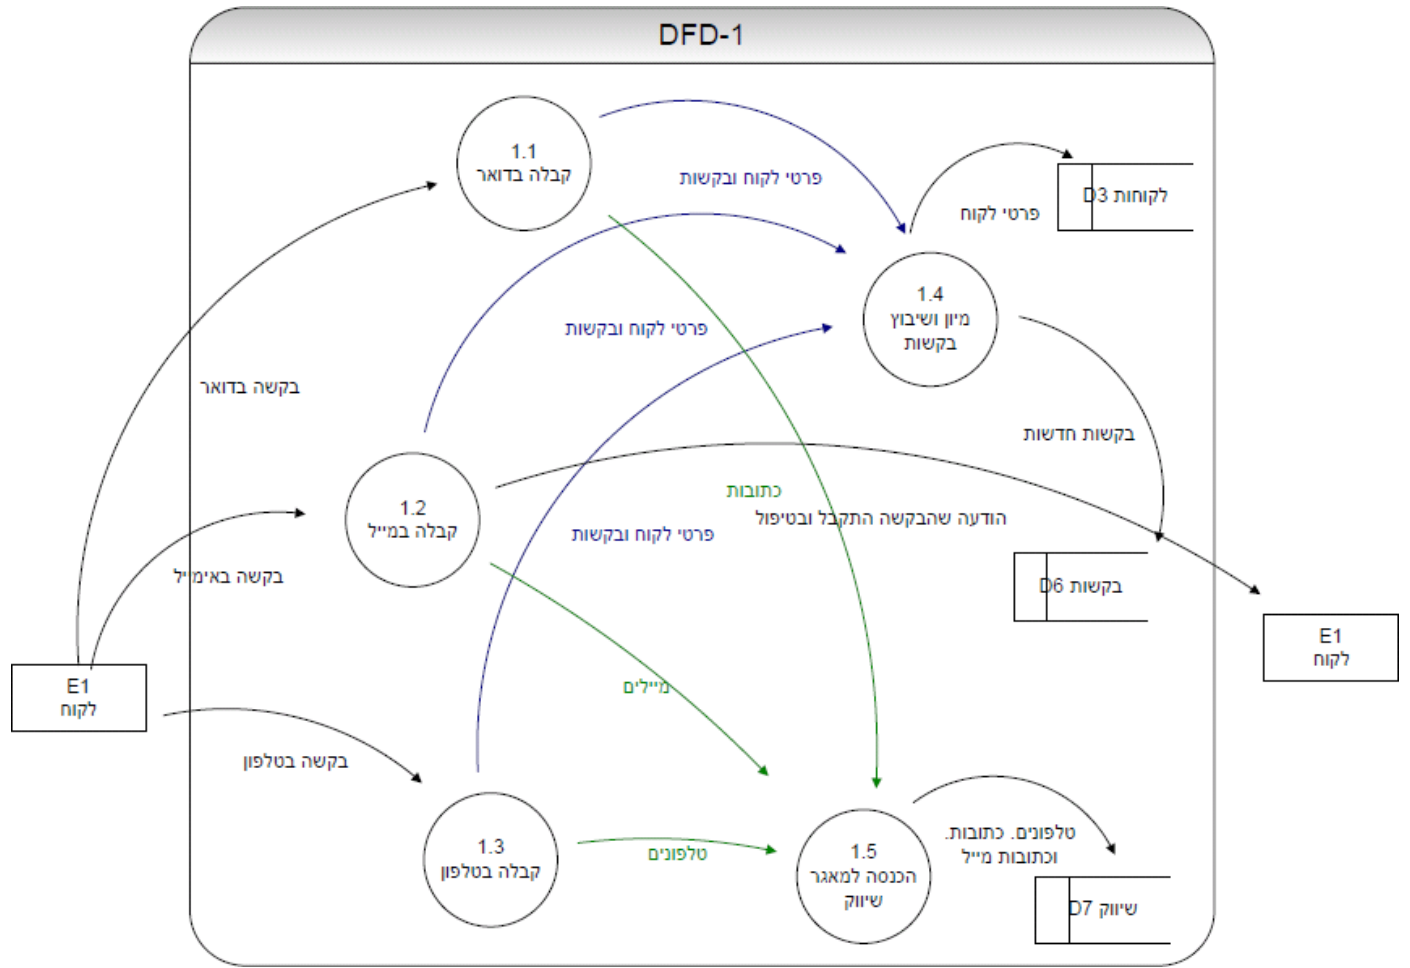 DFD-1
1.1
קבלה בדואר
פרטי לקוח ובקשות
פרטי לקוח
לקוחות D3
1.4
מיון ושיבוץ
בקשות
פרטי לקוח ובקשות
בקשה בדואר
בקשות חדשות
1.2
קבלה במייל
כתובות
הודעה שהבקשה התקבל ובטיפול
פרטי לקוח ובקשות
בקשה באימייל
בקשות D6
E1
לקוח
E1
לקוח
מיילים
בקשה בטלפון
1.3
קבלה בטלפון
טלפונים
1.5
הכנסה למאגר
שיווק
טלפונים. כתובות.
וכתובות מייל
שיווק D7